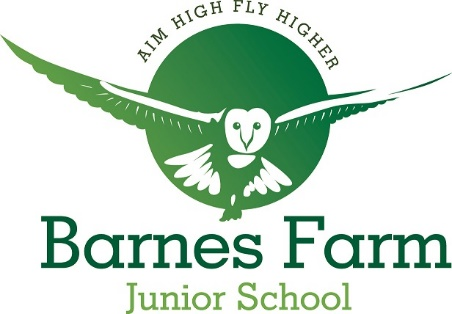 AIM HIGH FLY HIGHER
Barnes Farm
Junior School